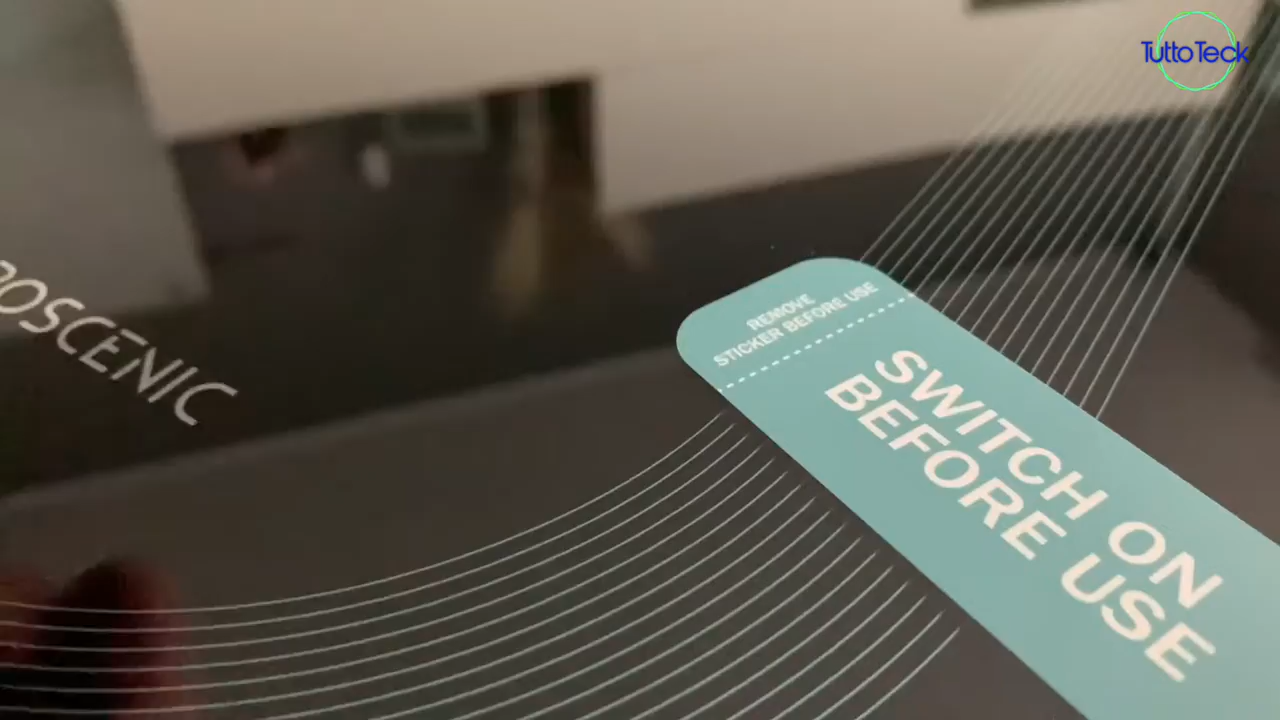 TuttoTeck
REMOVE
STICKER BEFORE USE
SWITCH ON
BEFORE USE
OSCENIC